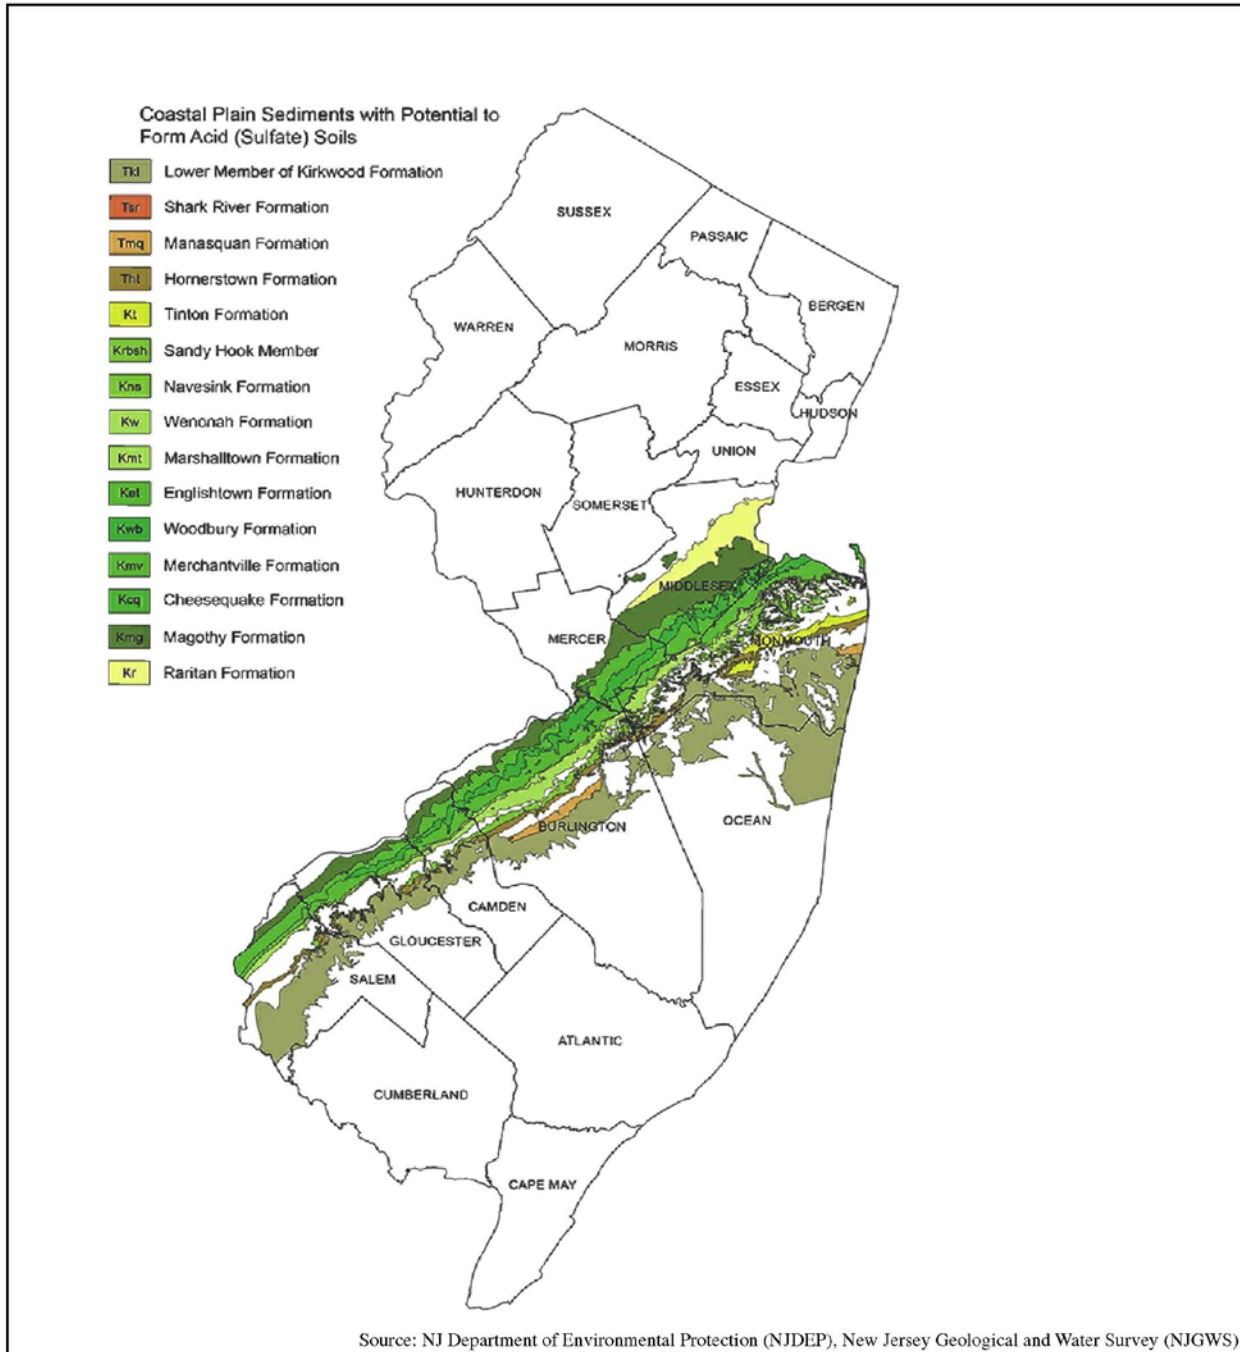 Coastal Plain Sediments with Potential to
Form Acid (Sulfate) Soils
Tkl Lower Member of Kirkwood Formation
Tsr Shark River Formation
Tmq Manasquan Formation
Tht Hornerstown Formation
Kt Tinton Formation
Krbsh Sandy Hook Member
Kns Navesink Formation
Kw Wenonah Formation
Kmt Marshalltown Formation
Ket Englishtown Formation
Kwb Woodbury Formation
Kmv Merchantville Formation
Kcq Cheesequake Formation
Kmg Magothy Formation
Kr Raritan Formation
SUSSEX
PASSAIC
BERGEN
WARREN
MORRIS
ESSEX
HUDSON
UNION
HUNTERDON
SOMERSET
MIDDLESEX
MERCER
MONMOUTH
OCEAN
BURLINGTON
CAMDEN
GLOUCESTER
SALEM
ATLANTIC
CUMBERLAND
CAPE MAY
Source: NJ Department of Environmental Protection (NJDEP), New Jersey Geological and Water Survey (NJGWS)